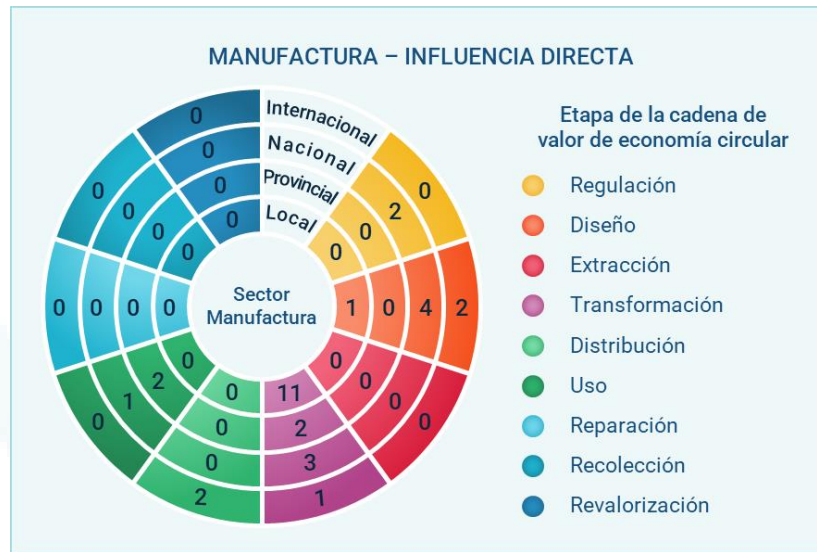 MANUFACTURA – INFLUENCIA DIRECTA
Internacional
Nacional
Provincial
Local
Sector
Manufactura
0
2
0
0
2
4
0
1
0
0
0
0
1
3
2
11
2
0
0
0
0
1
2
0
0
0
0
0
0
0
0
0
0
0
0
0
Etapa de la cadena de
valor de economía circular
Regulación
Diseño
Extracción
Transformación
Distribución
Uso
Reparación
Recolección
Revalorización